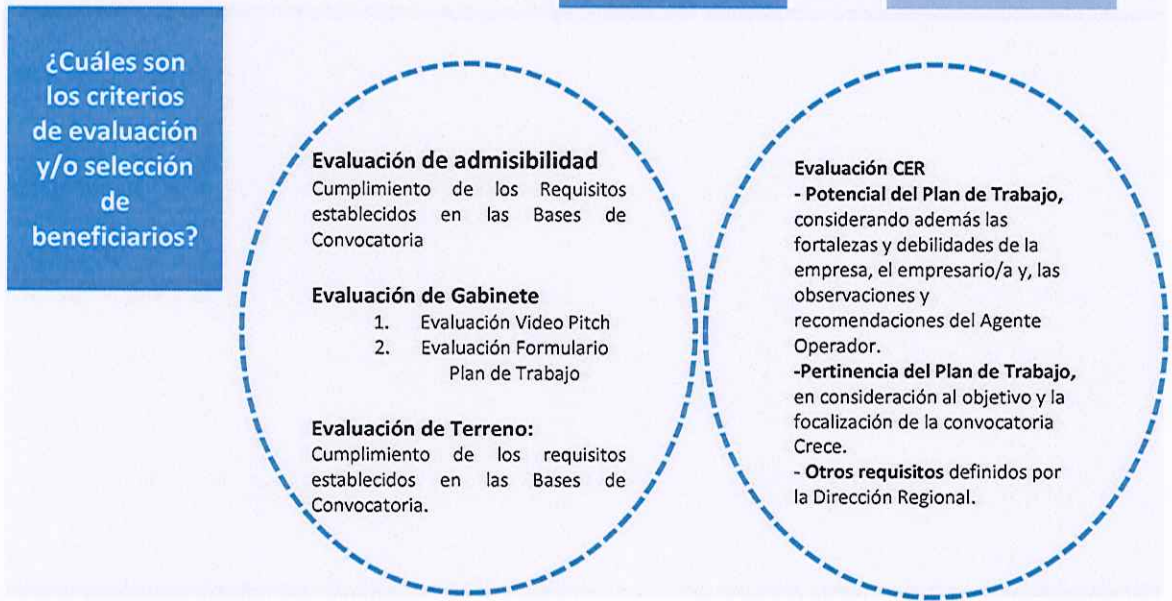 ¿Cuáles son
los criterios
de evaluación
y/o selección
de
beneficiarios?
Evaluación de admisibilidad
Cumplimiento de los Requisitos
establecidos en las Bases de
Convocatoria
Evaluación de Gabinete
1. Evaluación Video Pitch
2. Evaluación Formulario
Plan de Trabajo
Evaluación de Terreno:
Cumplimiento de los requisitos
establecidos en las Bases de
Convocatoria.
Evaluación CER
- Potencial del Plan de Trabajo,
considerando además las
fortalezas y debilidades de la
empresa, el empresario/a y, las
observaciones y
recomendaciones del Agente
Operador.
-Pertinencia del Plan de Trabajo,
en consideración al objetivo y la
focalización de la convocatoria
Crece.
- Otros requisitos definidos por
la Dirección Regional.